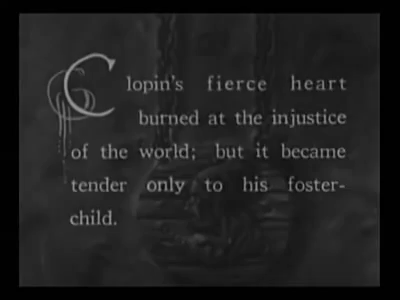 Clopin's fierce heart
burned at the injustice
of the world; but it became
tender only to his foster-
child.